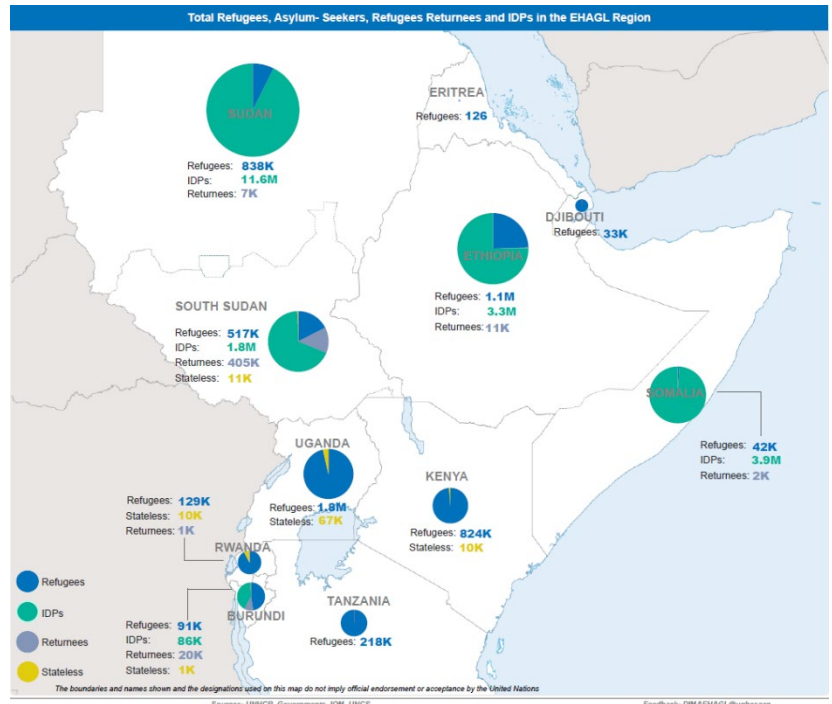 Total Refugees, Asylum- Seekers, Refugees Returnees and IDPs in the EHAGL Region
SUDAN
Refugees: 838K
IDPs: 11.6M
Returnees: 7K
ERITREA
Refugees: 126
DJIBOUTI
Refugees: 33K
ETHIOPIA
Refugees: 1.1M
IDPs: 3.3M
Returnees: 11K
SOUTH SUDAN
Refugees: 517K
IDPs: 1.8M
Returnees: 405K
Stateless: 11K
SOMALIA
Refugees: 42K
IDPs: 3.9M
Returnees: 2K
UGANDA
Refugees: 1.8M
Stateless: 67K
KENYA
Refugees: 824K
Stateless: 10K
Refugees: 129K
Stateless: 10K
Returnees: 1K
RWANDA
BURUNDI
Refugees: 91K
IDPs: 86K
Returnees: 20K
Stateless: 1K
TANZANIA
Refugees: 218K
Refugees
IDPs
Returnees
Stateless
The boundaries and names shown and the designations used on this map do not imply official endorsement or acceptance by the United Nations